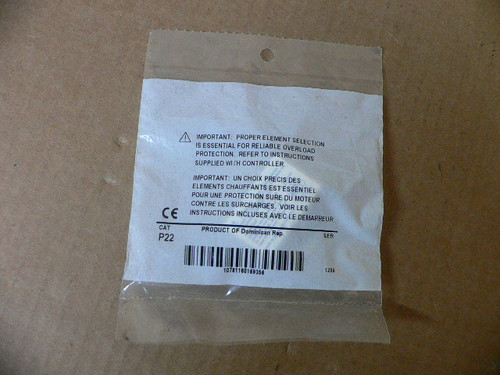 IMPORTANT: PROPER ELEMENT SELECTION
IS ESSENTIAL FOR RELIABLE OVERLOAD
PROTECTION. REFER TO INSTRUCTIONS
SUPPLIED WITH CONTROLLER.
IMPORTANT: UN CHOIX PRECIS DES
ELEMENTS CHAUFFANTS EST ESSENTIEL
POUR UNE PROTECTION SURE DU MOTEUR
CONTRE LES SURCHARGES. VOIR LES
INSTRUCTIONS INCLUSES AVEC LE DEMARREUR
CE
CAT PRODUCT OF Dominican Rep. SER
P22